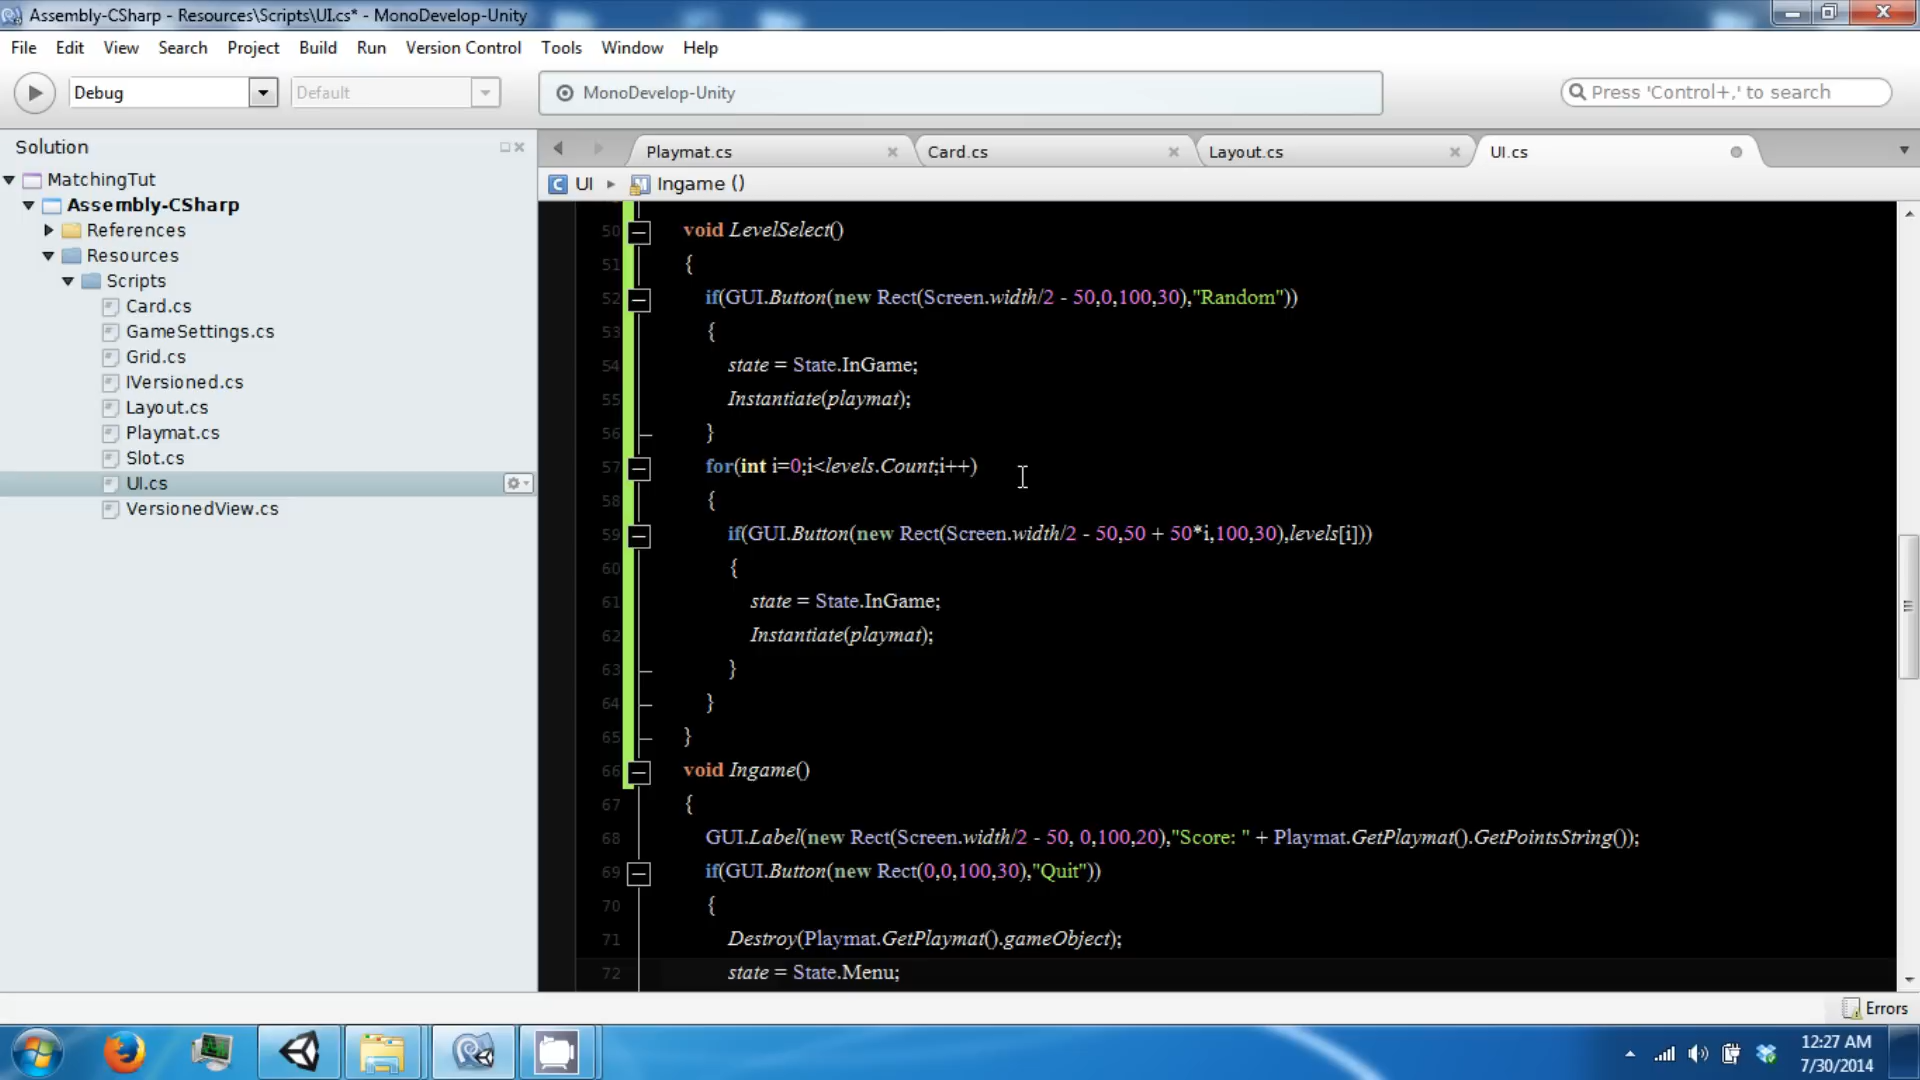 Assembly-CSharp - Resources\Scripts\UI.cs* - MonoDevelop-Unity
File Edit View Search Project Build Run Version Control Tools Window Help
Debug Default MonoDevelop-Unity Press 'Control+,' to search
Solution
MatchingTut
Assembly-CSharp
References
Resources
Scripts
Card.cs
GameSettings.cs
Grid.cs
IVersioned.cs
Layout.cs
Playmat.cs
Slot.cs
UI.cs
VersionedView.cs
Playmat.cs Card.cs Layout.cs UI.cs
UI Ingame ()
50 void LevelSelect()
51 {
52 if(GUI.Button(new Rect(Screen.width/2 - 50,0,100,30),"Random"))
53 {
54 state = State.InGame;
55 Instantiate(playmat);
56 }
57 for(int i=0;i<levels.Count;i++)
58 {
59 if(GUI.Button(new Rect(Screen.width/2 - 50,50 + 50*i,100,30),levels[i]))
60 {
61 state = State.InGame;
62 Instantiate(playmat);
63 }
64 }
65 }
66 void Ingame()
67 {
68 GUI.Label(new Rect(Screen.width/2 - 50, 0,100,20),"Score: " + Playmat.GetPlaymat().GetPointsString());
69 if(GUI.Button(new Rect(0,0,100,30),"Quit"))
70 {
71 Destroy(Playmat.GetPlaymat().gameObject);
72 state = State.Menu;
Errors
12:27 AM
7/30/2014